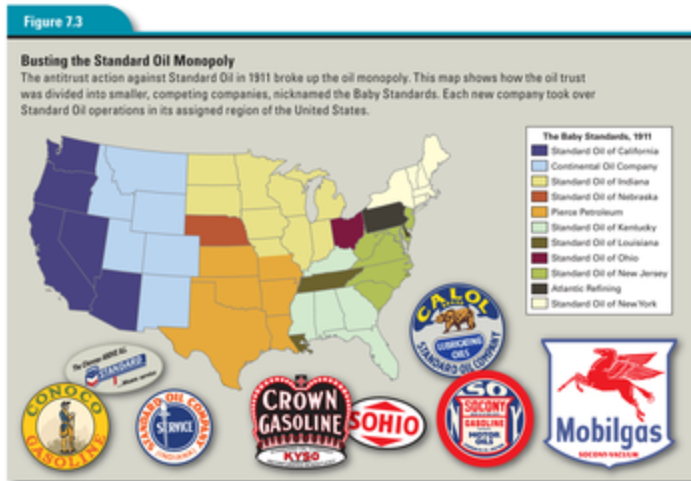 Figure 7.3
Busting the Standard Oil Monopoly
The antitrust action against Standard Oil in 1911 broke up the oil monopoly. This map shows how the oil trust
was divided into smaller, competing companies, nicknamed the Baby Standards. Each new company took over
Standard Oil operations in its assigned region of the United States.
The Baby Standards, 1911
Standard Oil of California
Continental Oil Company
Standard Oil of Indiana
Standard Oil of Nebraska
Pierce Petroleum
Standard Oil of Kentucky
Standard Oil of Louisiana
Standard Oil of Ohio
Standard Oil of New Jersey
Atlantic Refining
Standard Oil of New York
CALOL
LUBRICATING
OILS
STANDARD OIL COMPANY
STANDARD
CONOCO
GASOLINE
STANDARD OIL COMPANY
SERVICE
(INDIANA)
CROWN
GASOLINE
KYSO
SOHIO
SO
N Y
SOCONY
GASOLINE
MOTOR
OILS
Mobilgas
SOCONY-VACUUM